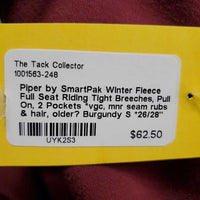 The Tack Collector
1001563-248
Piper by SmartPak Winter Fleece
Full Seat Riding Tight Breeches, Pull
On, 2 Pockets *vgc, mnr seam rubs
& hair, older? Burgundy S *26/28"
$62.50
UYK2S3